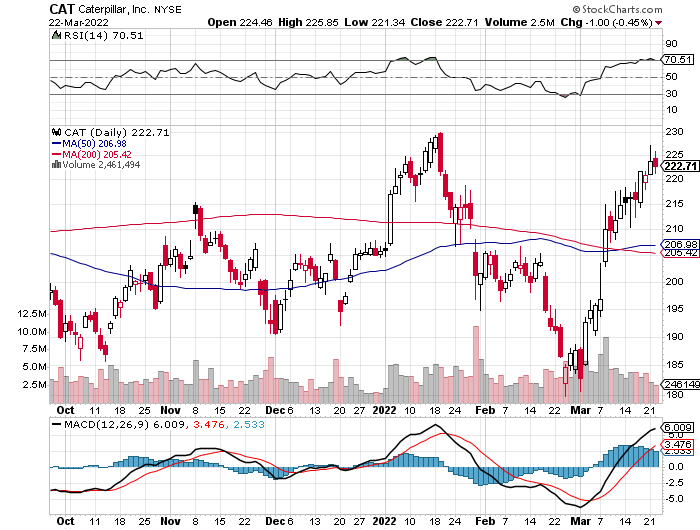 CAT Caterpillar, Inc. NYSE © StockCharts.com
22-Mar-2022 Open 224.46 High 225.85 Low 221.34 Close 222.71 Volume 2.5M Chg -1.00 (-0.45%)
RSI(14) 70.51
90
70.51
50
30
10
CAT (Daily) 222.71
MA(50) 206.98
MA(200) 205.42
Volume 2,461,494
230
225
222.71
220
215
210
206.98
205.42
200
195
190
185
180
12.5M
10.0M
7.5M
5.0M
2.5M
246149
Oct 11 18 25 Nov 8 15 22 Dec 6 13 20 27 2022 10 18 24 Feb 7 14 22 Mar 7 14 21
MACD(12,26,9) 6.009, 3.476, 2.533
6.009
5.0
3.476
2.533
0.0
-2.5
-5.0
Oct 11 18 25 Nov 8 15 22 Dec 6 13 20 27 2022 10 18 24 Feb 7 14 22 Mar 7 14 21